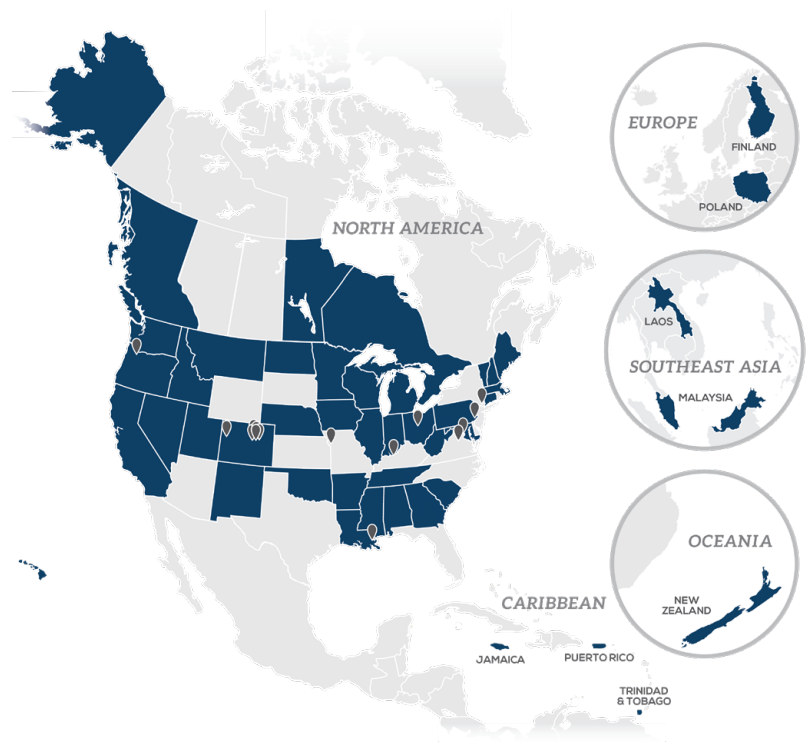 EUROPE
FINLAND
POLAND
NORTH AMERICA
LAOS
SOUTHEAST ASIA
MALAYSIA
OCEANIA
NEW
ZEALAND
CARIBBEAN
JAMAICA
PUERTO RICO
TRINIDAD
& TOBAGO